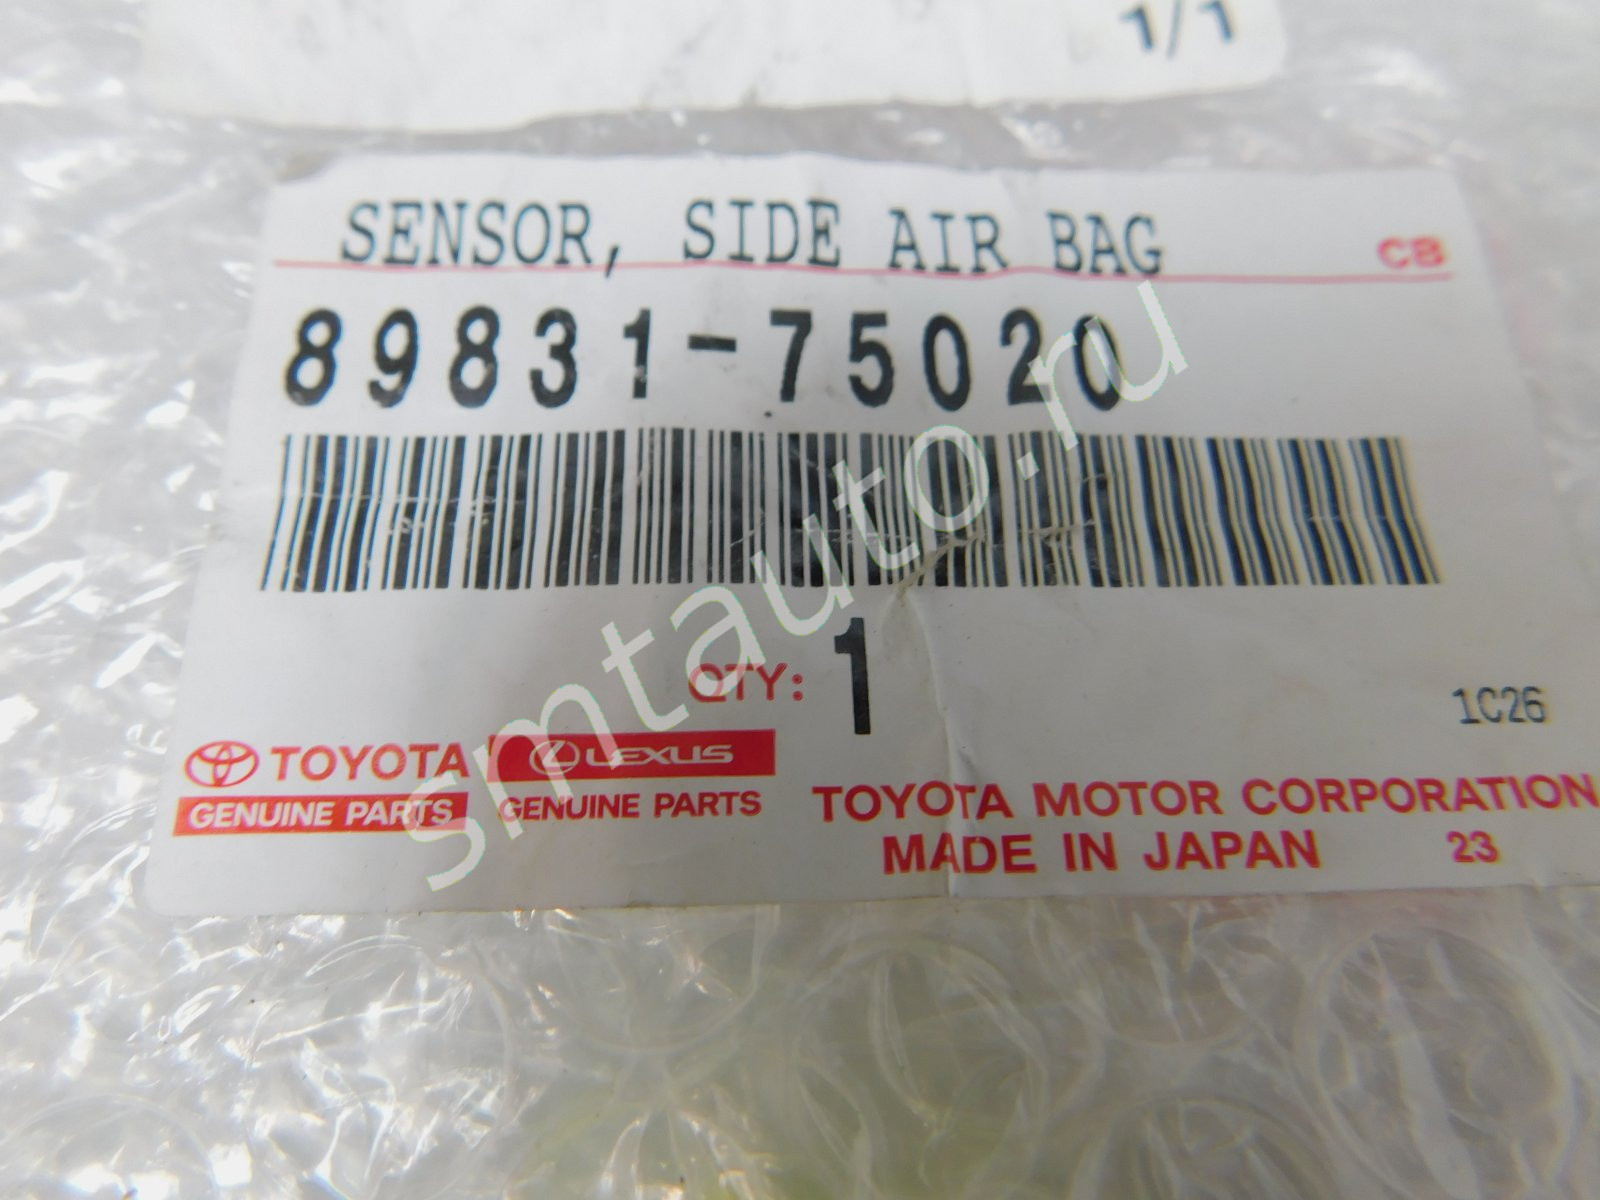 1/1
SENSOR, SIDE AIR BAG CB
89831-75020
QTY: 1
1C26
TOYOTA LEXUS
GENUINE PARTS GENUINE PARTS
TOYOTA MOTOR CORPORATION
MADE IN JAPAN 23
smtauto.ru